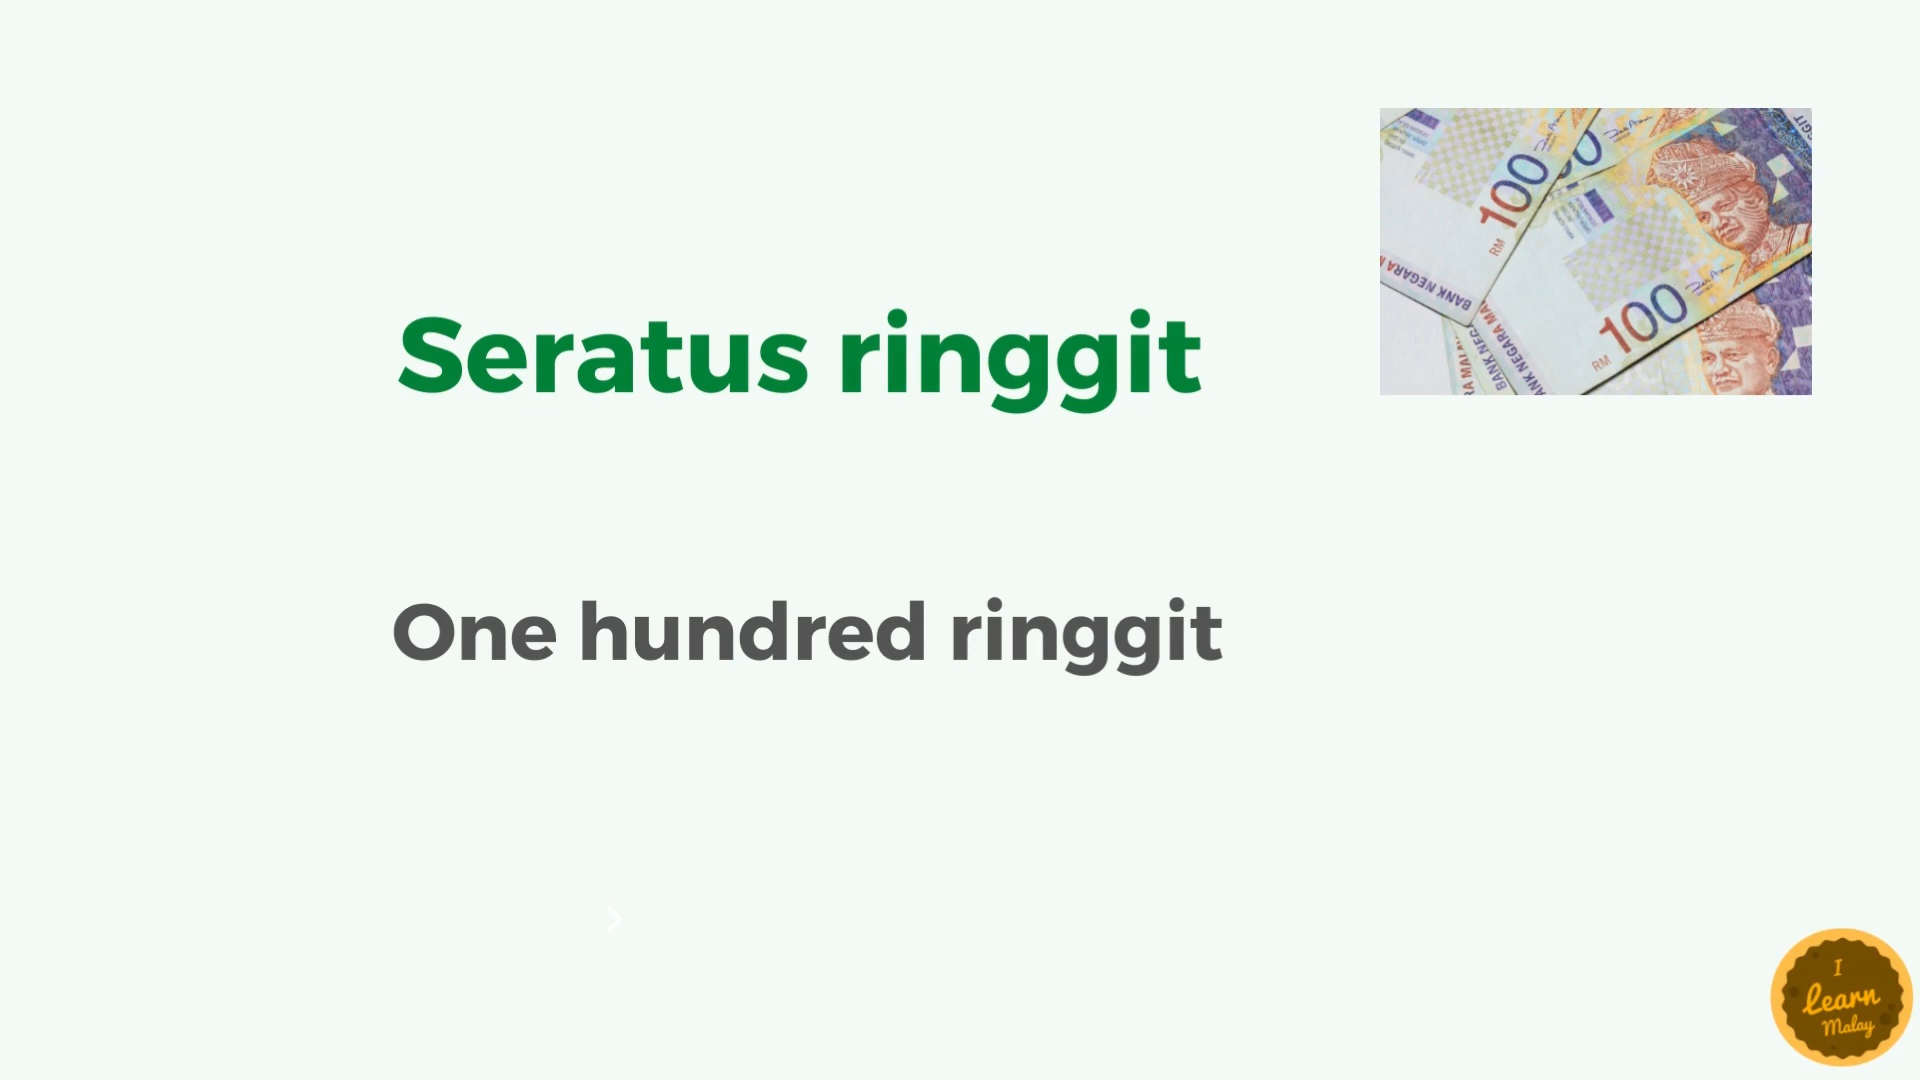 Seratus ringgit
One hundred ringgit
RM 100
BANK NEGARA
RM 100
I
Learn
Malay